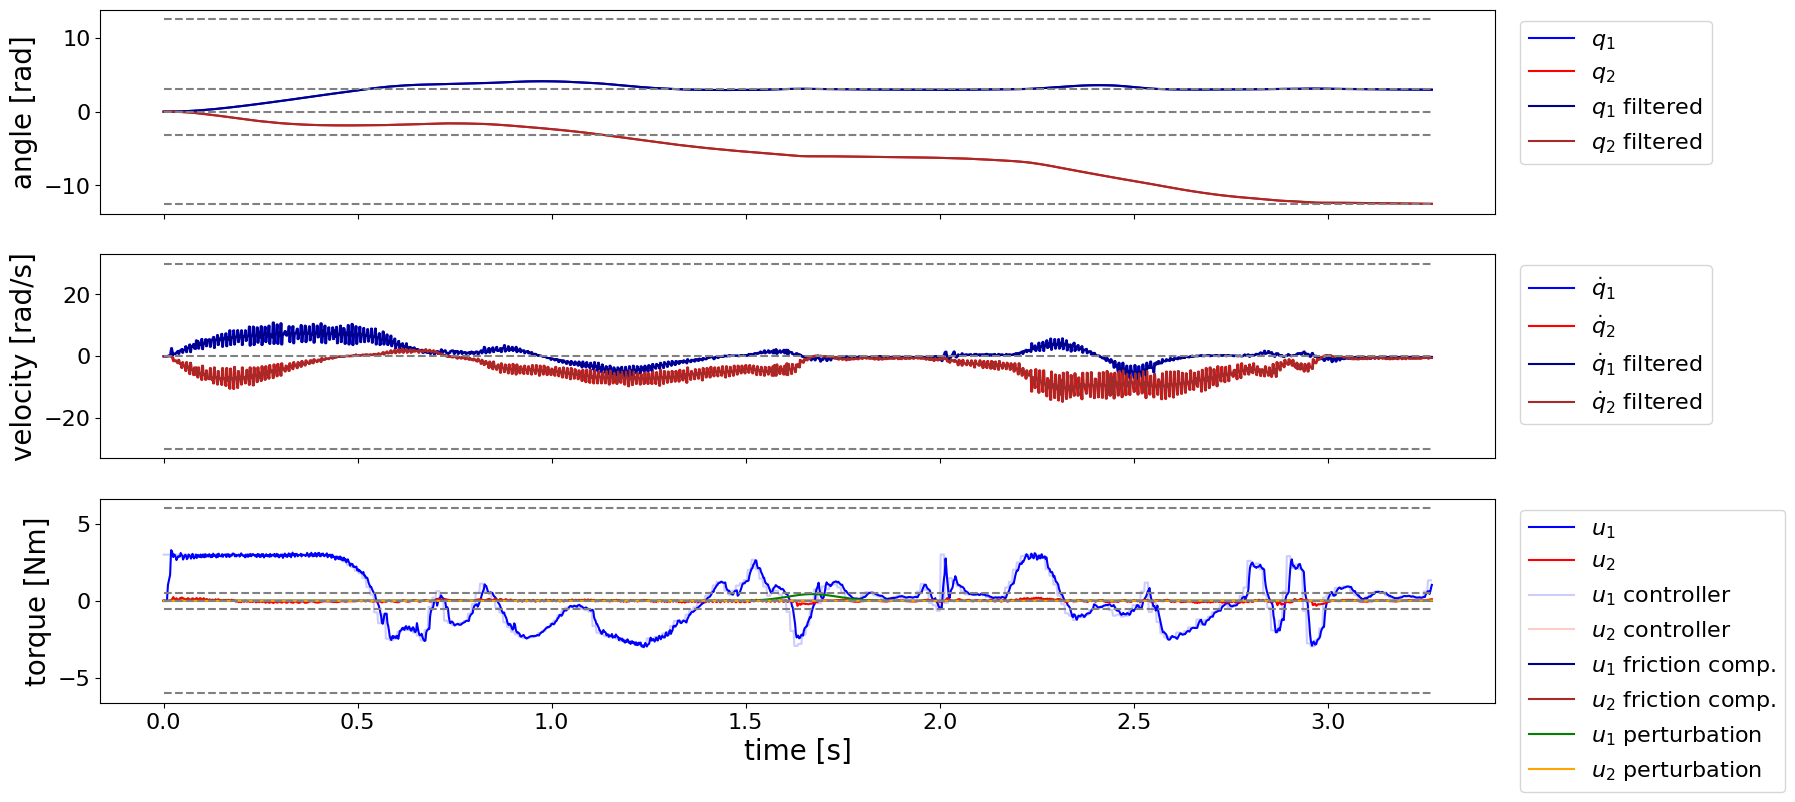 angle [rad]
10
0
−10
q₁
q₂
q₁ filtered
q₂ filtered
velocity [rad/s]
20
0
−20
q̇₁
q̇₂
q̇₁ filtered
q̇₂ filtered
torque [Nm]
5
0
−5
0.0 0.5 1.0 1.5 2.0 2.5 3.0
time [s]
u₁
u₂
u₁ controller
u₂ controller
u₁ friction comp.
u₂ friction comp.
u₁ perturbation
u₂ perturbation